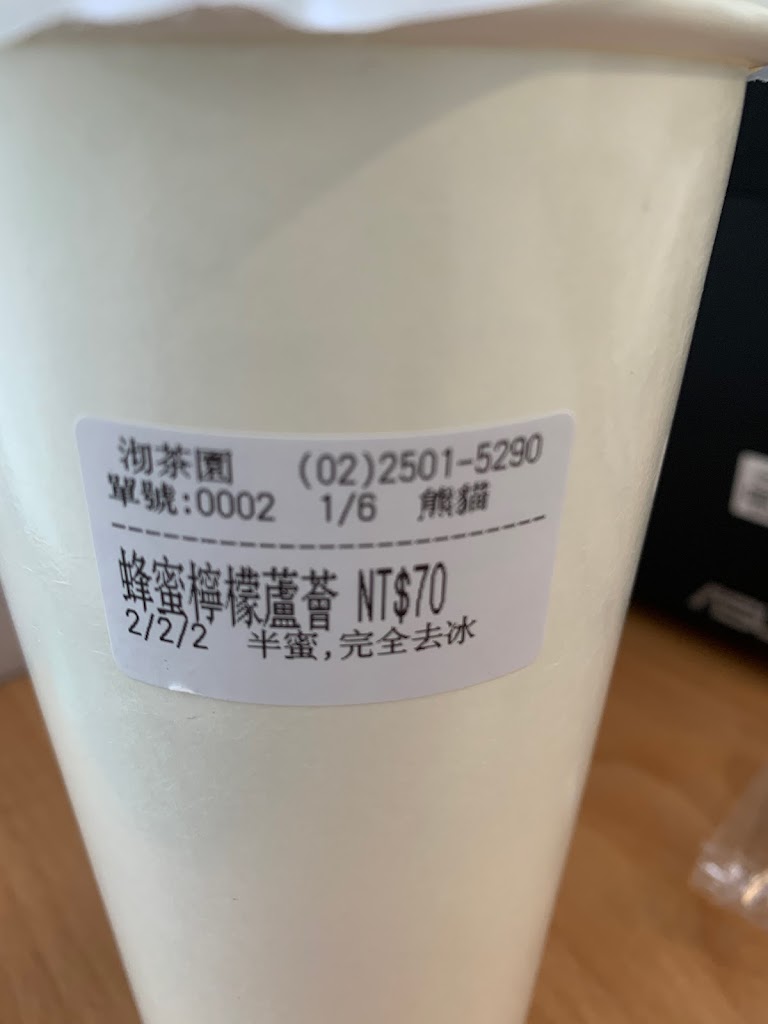 沏茶園 (02)2501-5290
單號:0002 1/6 熊貓
蜂蜜檸檬蘆薈 NT$70
2/2/2 半蜜,完全去冰